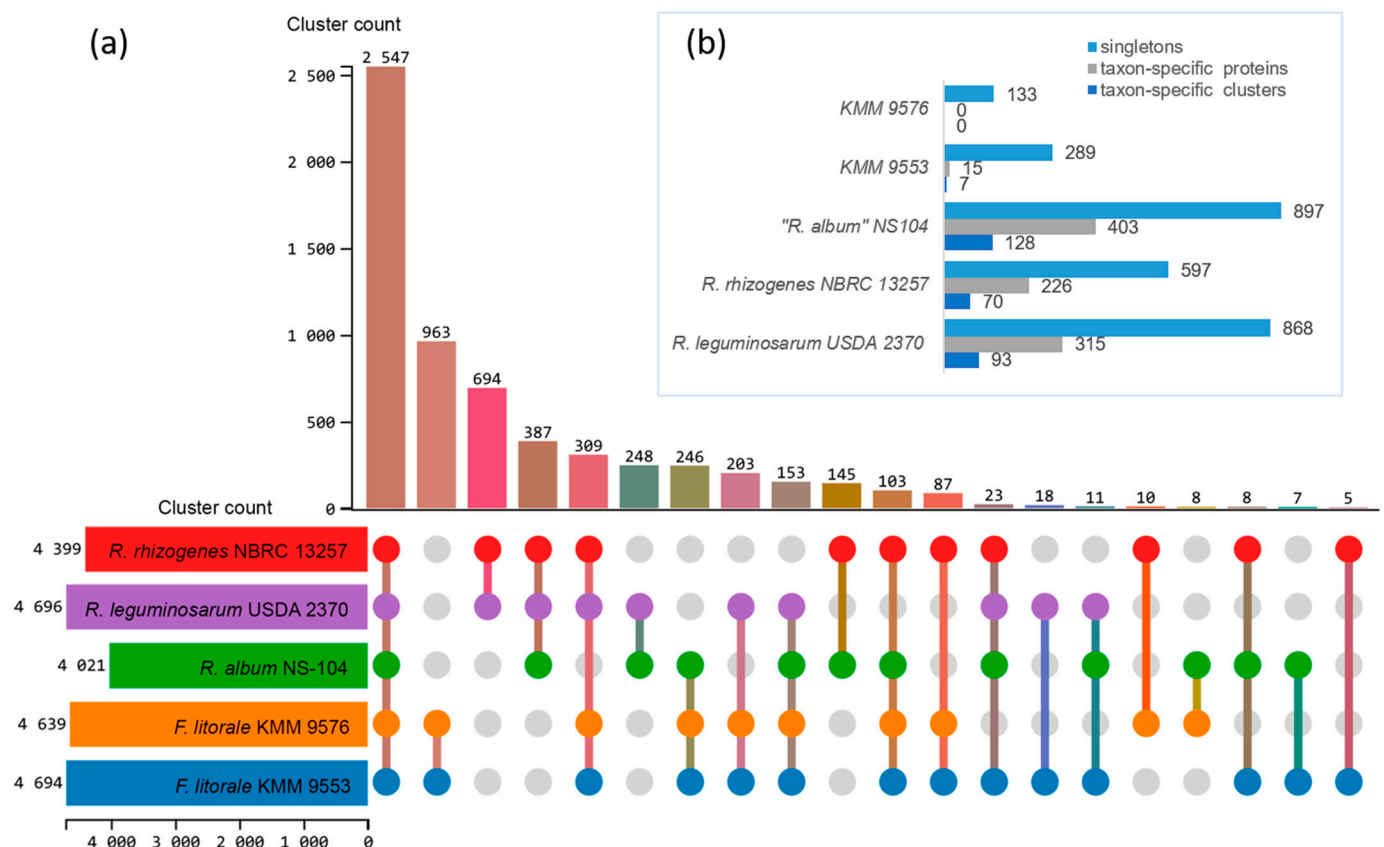 (a)
Cluster count
2 547
2 500
2 000
1 500
1 000
500
0
963
694
387
309
248
246
203
153
145
103
87
23
18
11
10
8
8
7
5
(b)
singletons
taxon-specific proteins
taxon-specific clusters
KMM 9576
133
0
0
KMM 9553
289
15
7
"R. album" NS104
897
403
128
R. rhizogenes NBRC 13257
597
226
70
R. leguminosarum USDA 2370
868
315
93
Cluster count
4 399 R. rhizogenes NBRC 13257
4 696 R. leguminosarum USDA 2370
4 021 R. album NS-104
4 639 F. litorale KMM 9576
4 694 F. litorale KMM 9553
4 000 3 000 2 000 1 000 0